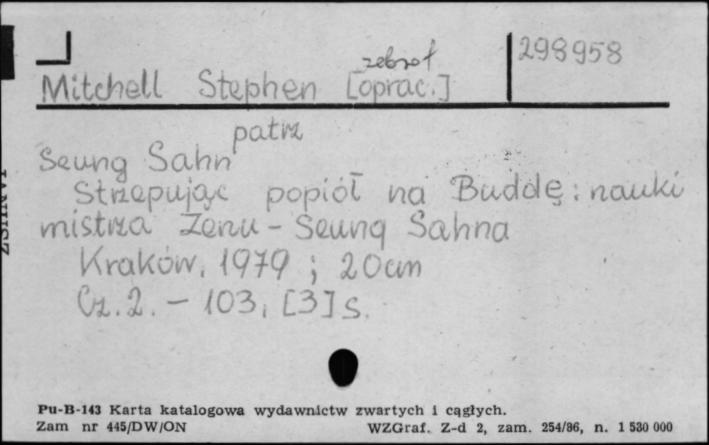 zebrał
298958
Mitchell Stephen [oprac.]
patrz
Seung Sahn
Strzepując popiół na Buddę: nauki
mistrza Zenu - Seung Sahna
Kraków, 1979 ; 20cm
Cz. 2. - 103, [3] s.
Pu-B-143 Karta katalogowa wydawnictw zwartych i ciągłych.
Zam nr 445/DW/ON WZGraf. Z-d 2, zam. 254/86, n. 1 530 000